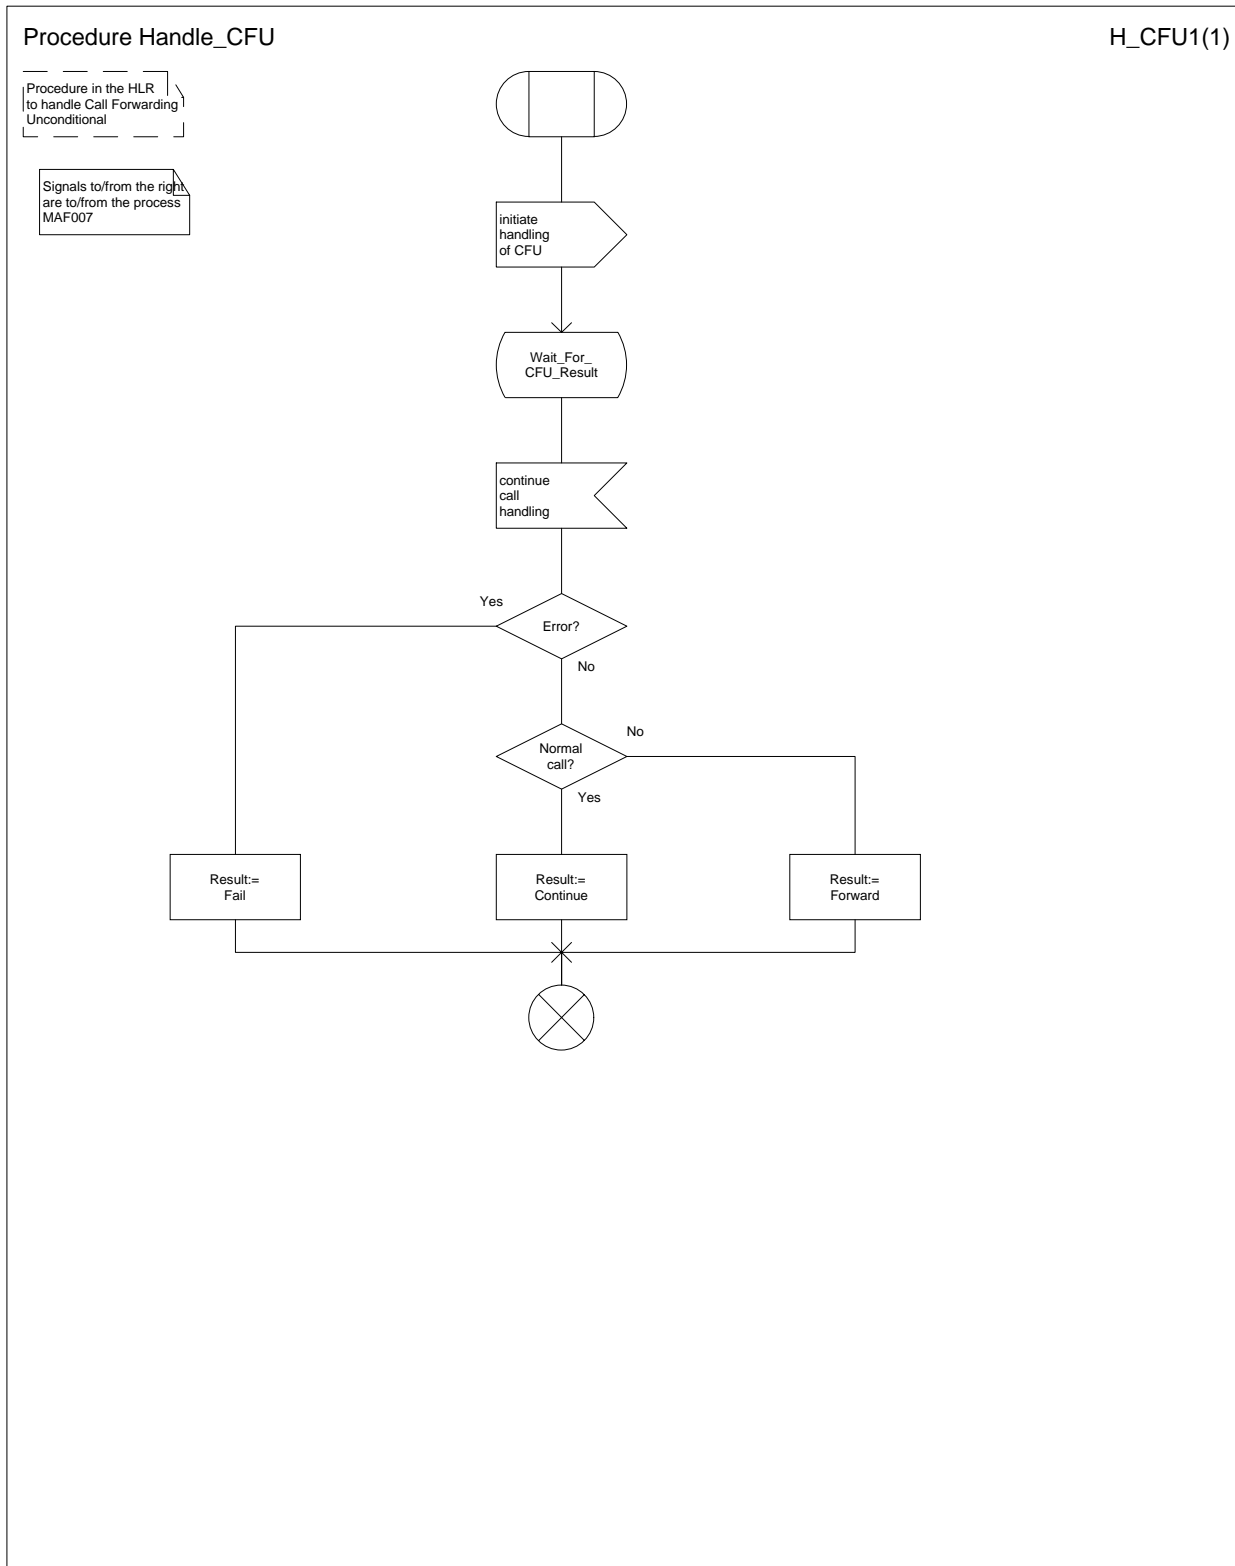 Procedure Handle_CFU
H_CFU1(1)
Procedure in the HLR
to handle Call Forwarding
Unconditional
Signals to/from the right
are to/from the process
MAF007
initiate
handling
of CFU
Wait_For_
CFU_Result
continue
call
handling
Yes
Error?
No
No
Normal
call?
Yes
Result:=
Fail
Result:=
Continue
Result:=
Forward